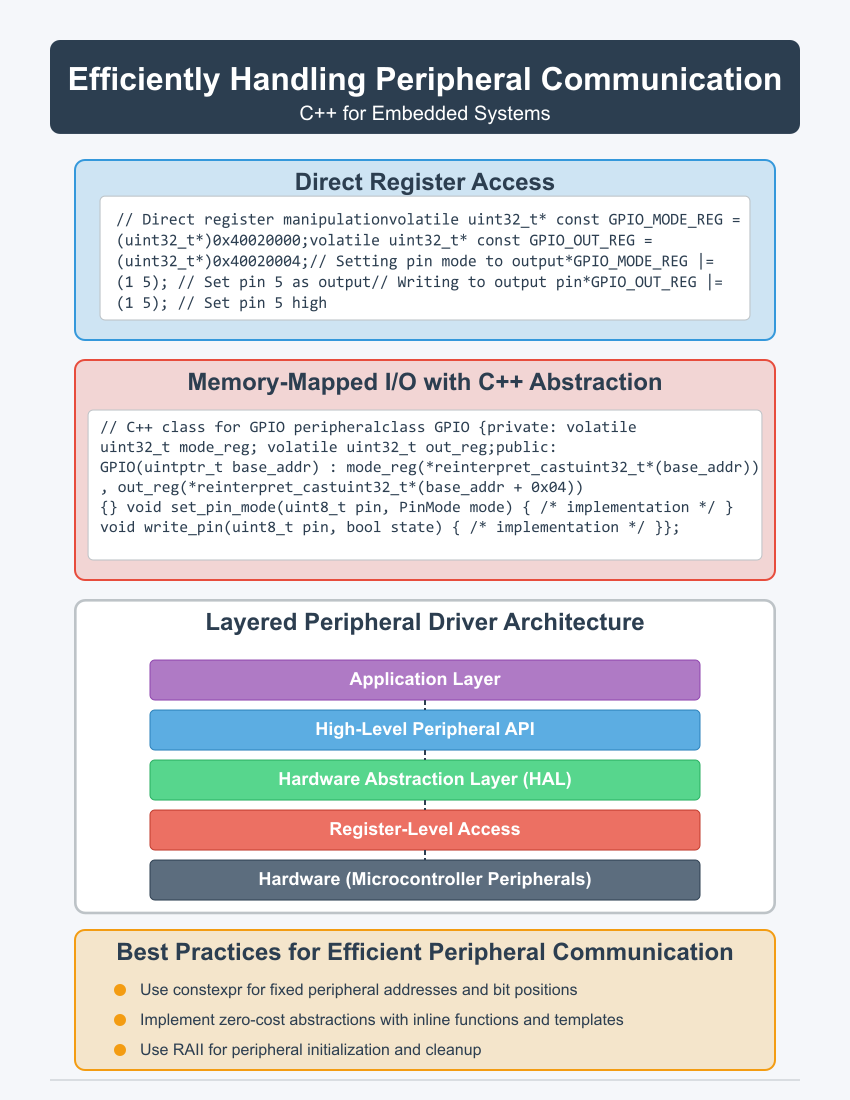 Efficiently Handling Peripheral Communication
C++ for Embedded Systems
Direct Register Access
// Direct register manipulationvolatile uint32_t* const GPIO_MODE_REG =
(uint32_t*)0x40020000;volatile uint32_t* const GPIO_OUT_REG =
(uint32_t*)0x40020004;// Setting pin mode to output*GPIO_MODE_REG |=
(1 5); // Set pin 5 as output// Writing to output pin*GPIO_OUT_REG |=
(1 5); // Set pin 5 high
Memory-Mapped I/O with C++ Abstraction
// C++ class for GPIO peripheralclass GPIO {private: volatile
uint32_t mode_reg; volatile uint32_t out_reg;public:
GPIO(uintptr_t base_addr) : mode_reg(*reinterpret_castuint32_t*(base_addr))
, out_reg(*reinterpret_castuint32_t*(base_addr + 0x04))
{} void set_pin_mode(uint8_t pin, PinMode mode) { /* implementation */ }
void write_pin(uint8_t pin, bool state) { /* implementation */ }};
Layered Peripheral Driver Architecture
Application Layer
High-Level Peripheral API
Hardware Abstraction Layer (HAL)
Register-Level Access
Hardware (Microcontroller Peripherals)
Best Practices for Efficient Peripheral Communication
Use constexpr for fixed peripheral addresses and bit positions
Implement zero-cost abstractions with inline functions and templates
Use RAII for peripheral initialization and cleanup